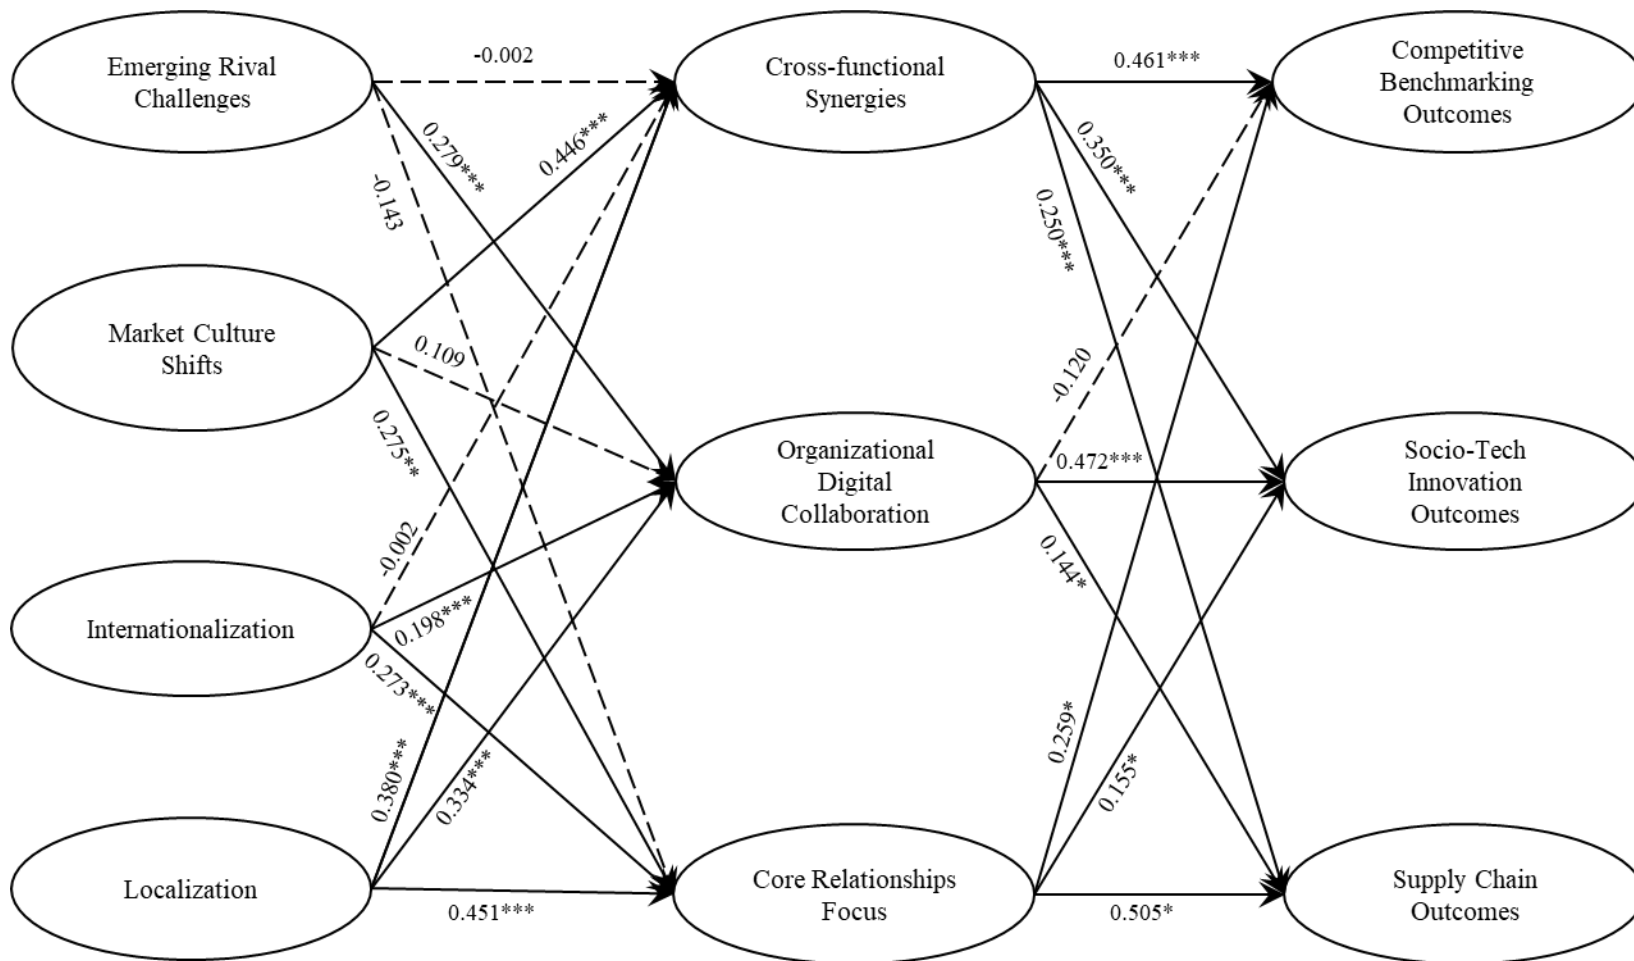 Emerging Rival
Challenges
-0.002
Cross-functional
Synergies
0.461***
Competitive
Benchmarking
Outcomes
0.279***
0.446***
-0.143
0.350***
0.250***
Market Culture
Shifts
0.109
-0.120
0.275**
Organizational
Digital
Collaboration
0.472***
Socio-Tech
Innovation
Outcomes
-0.002
0.144*
Internationalization
0.198***
0.273***
0.259*
0.155*
0.380***
0.334***
Localization
0.451***
Core Relationships
Focus
0.505*
Supply Chain
Outcomes